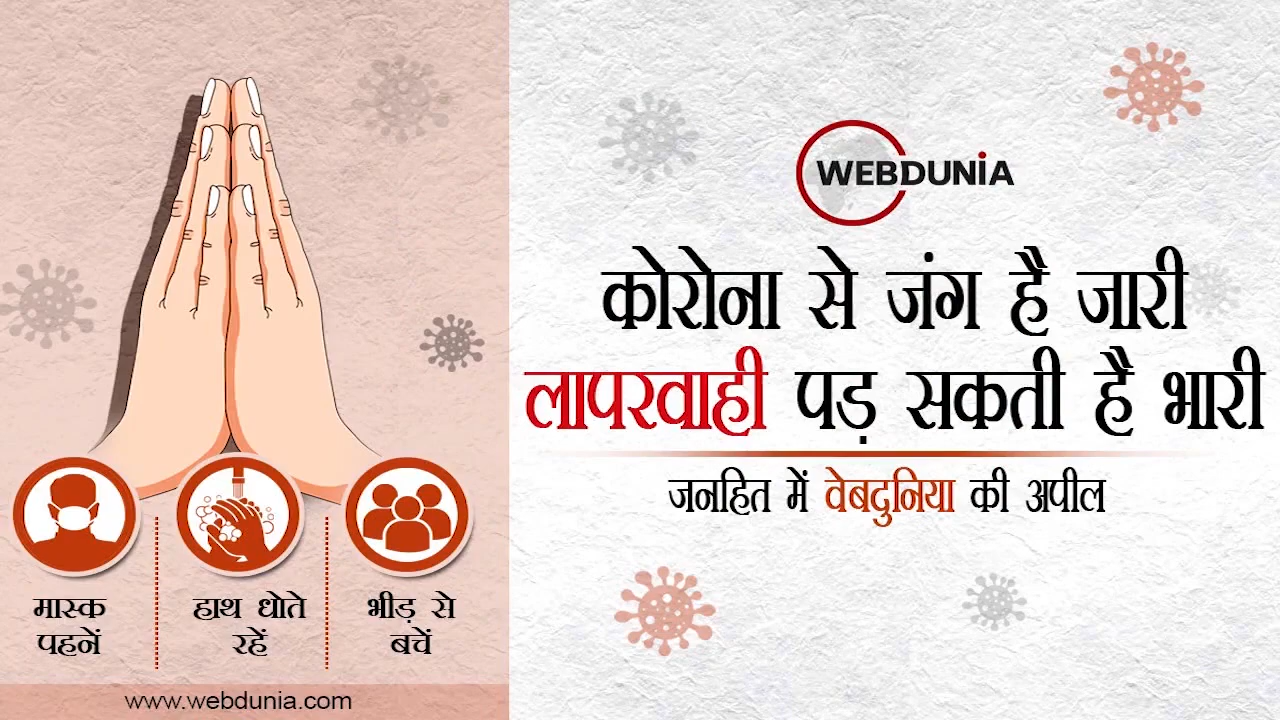 WEBDUNIA
कोरोना से जंग है जारी
लापरवाही पड़ सकती है भारी
जनहित में वेबदुनिया की अपील
मास्क
पहनें
हाथ धोते
रहें
भीड़ से
बचें
www.webdunia.com